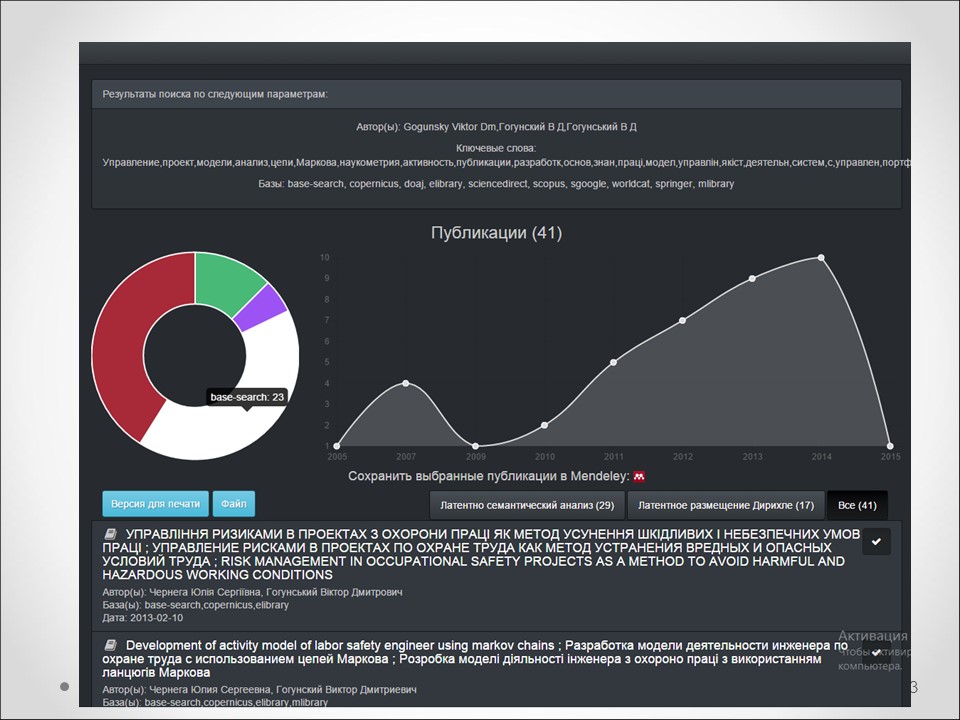 Результаты поиска по следующим параметрам:
Автор(ы): Gogunsky Viktor Dm,Гогунский В Д,Гогунський В Д
Ключевые слова:
Управление,проект,модели,анализ,цепи,Маркова,наукометрия,активность,публикации,разработк,основ,знан,праці,модел,управлін,якіст,деятельн,систем,с,управлен,портф
Базы: base-search, copernicus, doaj, elibrary, sciencedirect, scopus, sgoogle, worldcat, springer, mlibrary
Публикации (41)
10
9
8
7
6
5
4
3
2
1
2005 2007 2009 2010 2011 2012 2013 2014 2015
base-search: 23
Сохранить выбранные публикации в Mendeley:
Версия для печати Файл Латентно семантический анализ (29) Латентное размещение Дирихле (17) Все (41)
УПРАВЛІННЯ РИЗИКАМИ В ПРОЕКТАХ З ОХОРОНИ ПРАЦІ ЯК МЕТОД УСУНЕННЯ ШКІДЛИВИХ І НЕБЕЗПЕЧНИХ УМОВ
ПРАЦІ ; УПРАВЛЕНИЕ РИСКАМИ В ПРОЕКТАХ ПО ОХРАНЕ ТРУДА КАК МЕТОД УСТРАНЕНИЯ ВРЕДНЫХ И ОПАСНЫХ
УСЛОВИЙ ТРУДА ; RISK MANAGEMENT IN OCCUPATIONAL SAFETY PROJECTS AS A METHOD TO AVOID HARMFUL AND
HAZARDOUS WORKING CONDITIONS
Автор(ы): Чернега Юлія Сергіївна, Гогунський Віктор Дмитрович
База(ы): base-search,copernicus,elibrary
Дата: 2013-02-10
Development of activity model of labor safety engineer using markov chains ; Разработка модели деятельности инженера по
охране труда с использованием цепей Маркова ; Розробка моделі діяльності інженера з охороно праці з використанням
ланцюгів Маркова
Автор(ы): Чернега Юлия Сергеевна, Гогунский Виктор Дмитриевич
База(ы): base-search,copernicus,elibrary,mlibrary
Активация
Чтобы активир
компьютера.
3